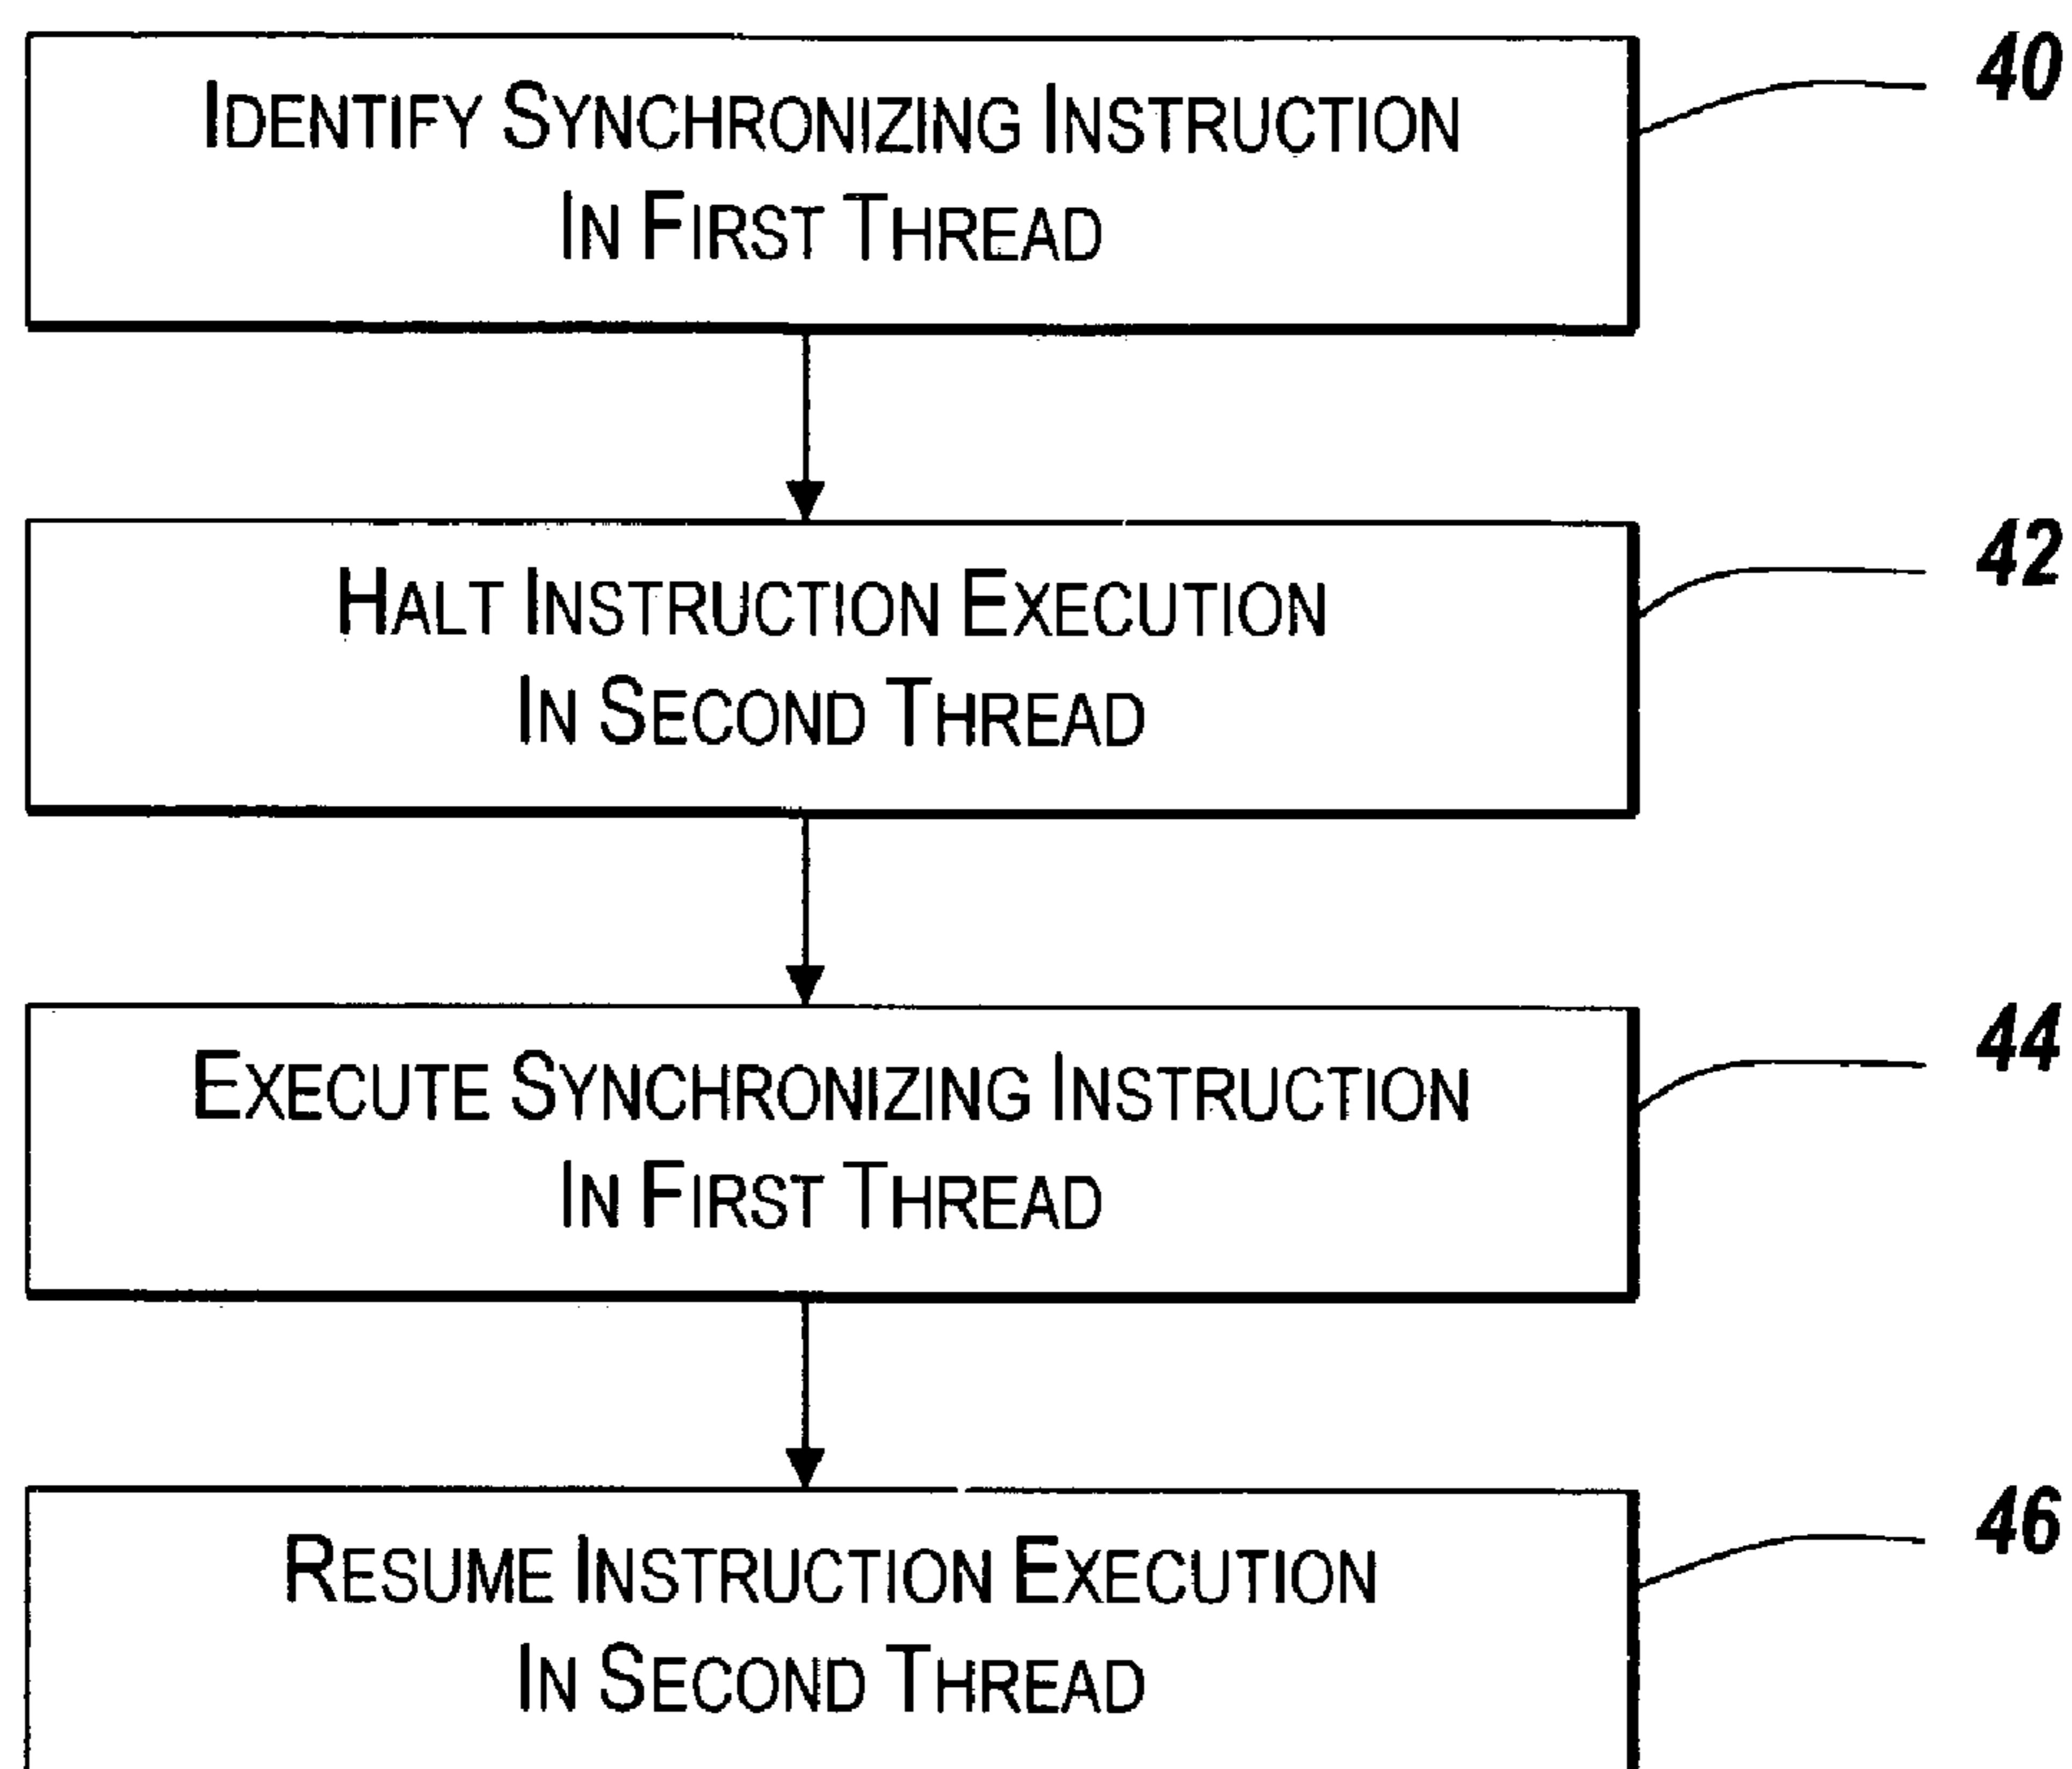 IDENTIFY SYNCHRONIZING INSTRUCTION
IN FIRST THREAD
40
HALT INSTRUCTION EXECUTION
IN SECOND THREAD
42
EXECUTE SYNCHRONIZING INSTRUCTION
IN FIRST THREAD
44
RESUME INSTRUCTION EXECUTION
IN SECOND THREAD
46